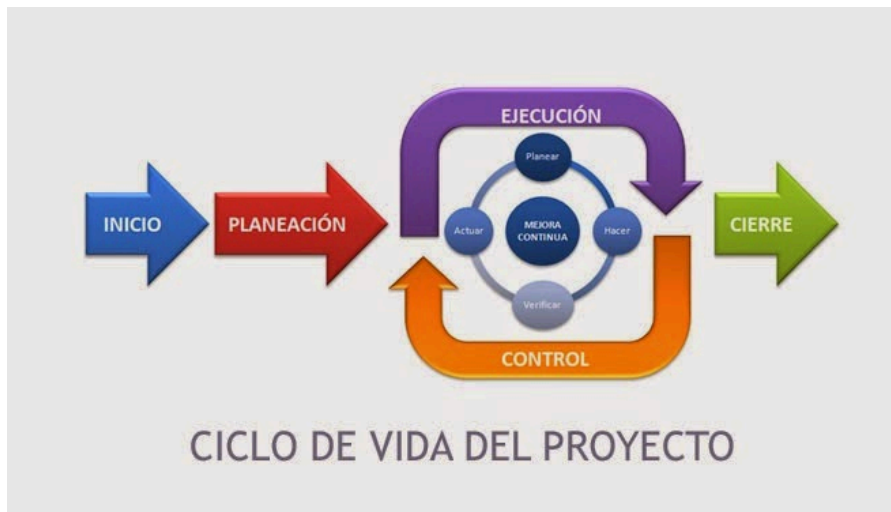 EJECUCIÓN
Planear
INICIO
PLANEACIÓN
Actuar
MEJORA
CONTINUA
Hacer
CIERRE
Verificar
CONTROL
CICLO DE VIDA DEL PROYECTO